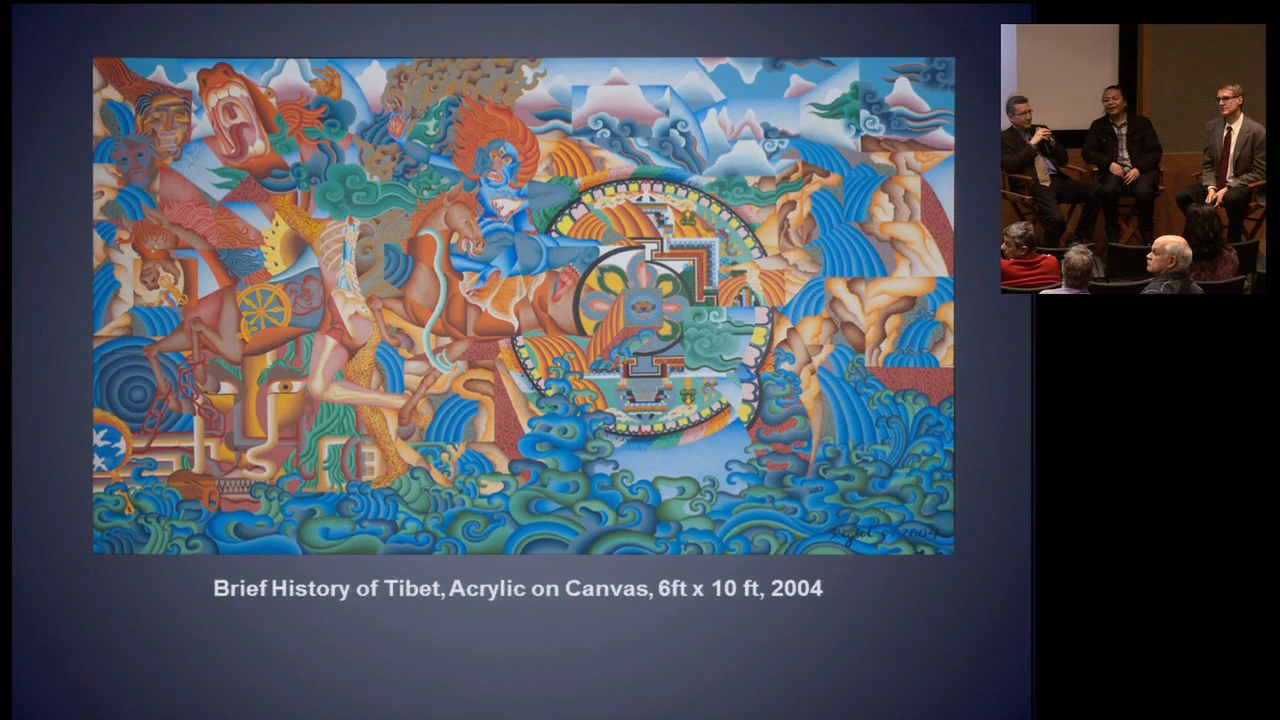 Brief History of Tibet, Acrylic on Canvas, 6ft x 10 ft, 2004